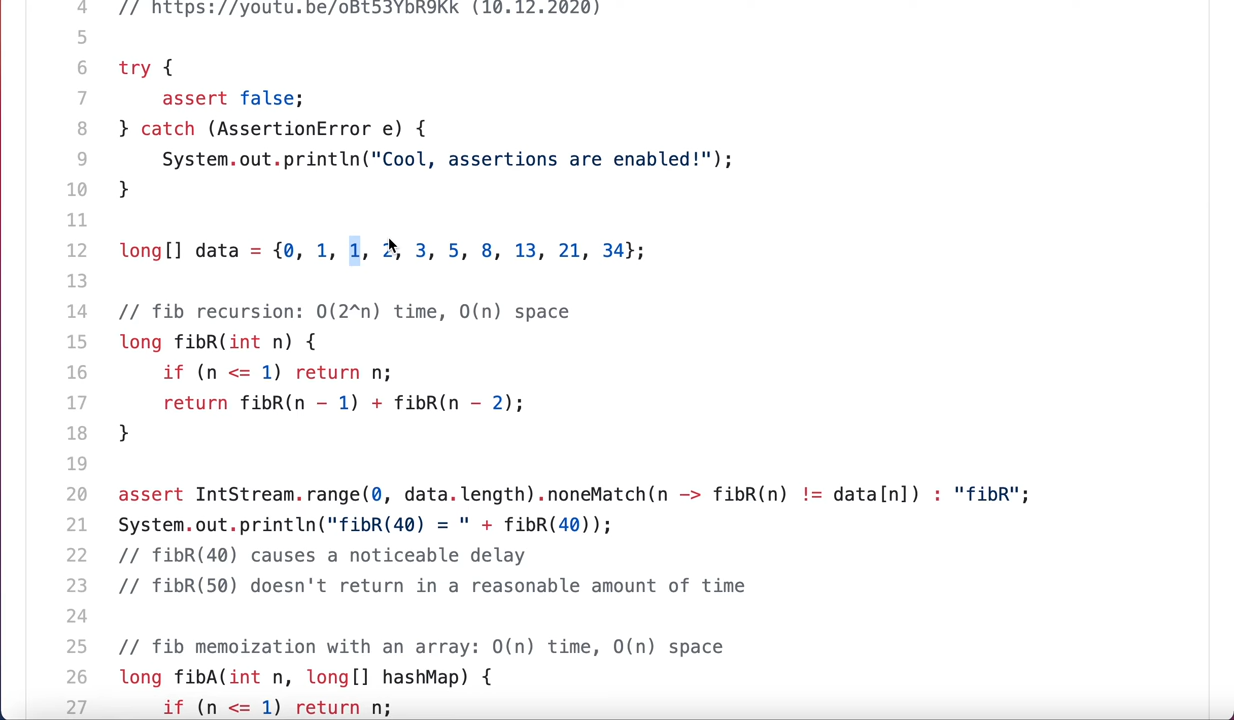 4 // https://youtu.be/oBt53YbR9Kk (10.12.2020)
5
6 try {
7     assert false;
8 } catch (AssertionError e) {
9     System.out.println("Cool, assertions are enabled!");
10 }
11
12 long[] data = {0, 1, 1, 2, 3, 5, 8, 13, 21, 34};
13
14 // fib recursion: O(2^n) time, O(n) space
15 long fibR(int n) {
16     if (n <= 1) return n;
17     return fibR(n - 1) + fibR(n - 2);
18 }
19
20 assert IntStream.range(0, data.length).noneMatch(n -> fibR(n) != data[n]) : "fibR";
21 System.out.println("fibR(40) = " + fibR(40));
22 // fibR(40) causes a noticeable delay
23 // fibR(50) doesn't return in a reasonable amount of time
24
25 // fib memoization with an array: O(n) time, O(n) space
26 long fibA(int n, long[] hashMap) {
27     if (n <= 1) return n;